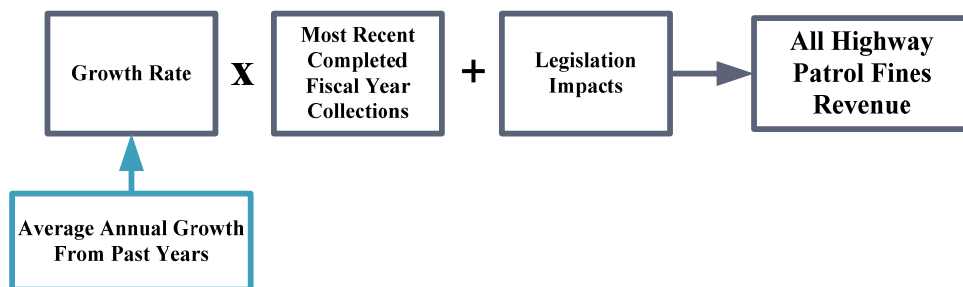 Growth Rate
x
Most Recent
Completed
Fiscal Year
Collections
+
Legislation
Impacts
All Highway
Patrol Fines
Revenue
Average Annual Growth
From Past Years